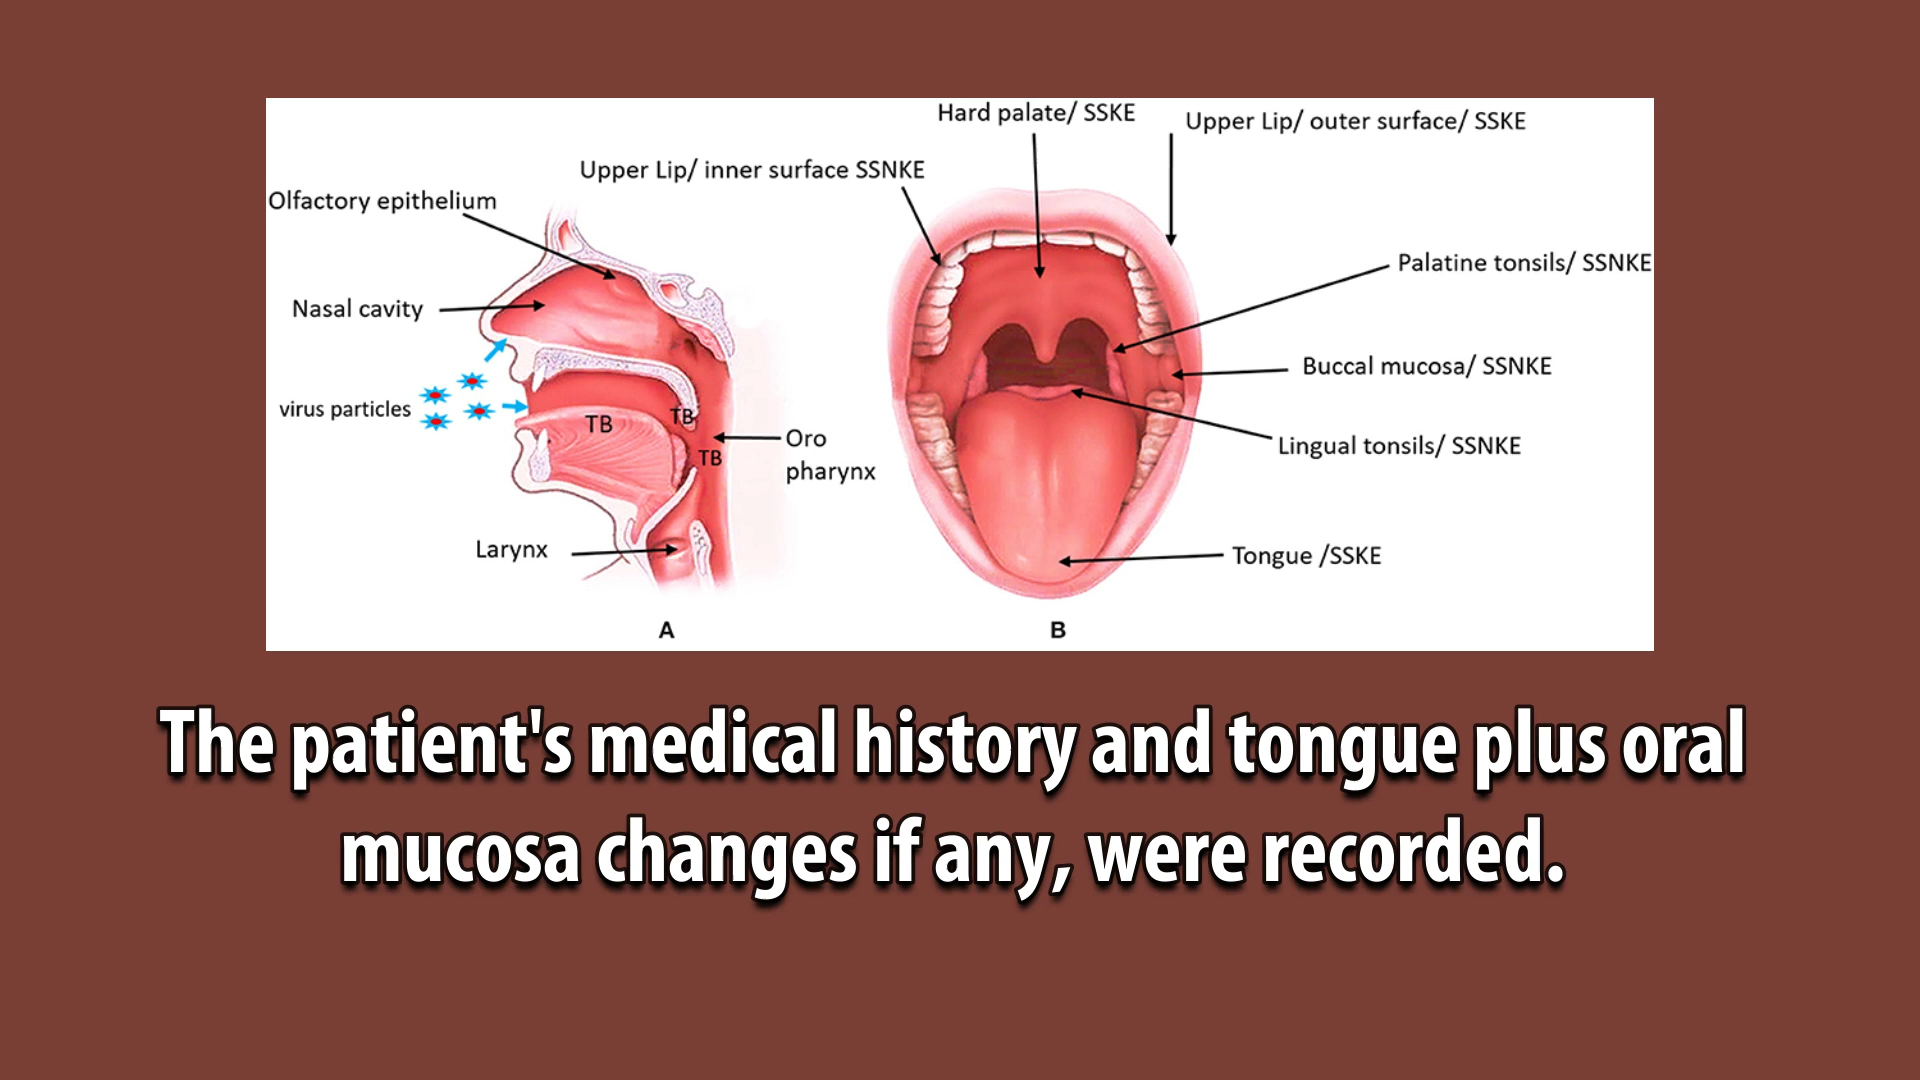 Hard palate/ SSKE
Upper Lip/ outer surface/ SSKE
Upper Lip/ inner surface SSNKE
Olfactory epithelium
Palatine tonsils/ SSNKE
Nasal cavity
Buccal mucosa/ SSNKE
virus particles
TB
TB
TB
Oro
pharynx
Lingual tonsils/ SSNKE
Larynx
Tongue /SSKE
A
B
The patient's medical history and tongue plus oral
mucosa changes if any, were recorded.